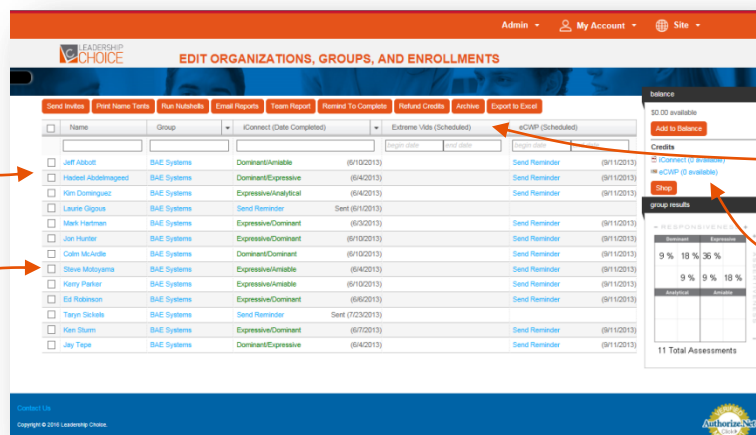 Admin My Account Site
LEADERSHIP
CHOICE
EDIT ORGANIZATIONS, GROUPS, AND ENROLLMENTS
Send Invites Print Name Tents Run Nutshells Email Reports Team Report Remind To Complete Refund Credits Archive Export to Excel
Name Group iConnect (Date Completed) Extreme Vids (Scheduled) eCWP (Scheduled)
begin date end date begin date
Jeff Abbott BAE Systems Dominant/Amiable (6/10/2013) Send Reminder (9/11/2013)
Hadeel Abdelmageed BAE Systems Dominant/Expressive (6/4/2013) Send Reminder (9/11/2013)
Kim Dominguez BAE Systems Expressive/Analytical (6/4/2013) Send Reminder (9/11/2013)
Laurie Gigous BAE Systems Send Reminder Sent (6/1/2013)
Mark Hartman BAE Systems Expressive/Dominant (6/3/2013) Send Reminder (9/11/2013)
Jon Hunter BAE Systems Expressive/Dominant (6/10/2013) Send Reminder (9/11/2013)
Colm McArdle BAE Systems Dominant/Dominant (6/10/2013) Send Reminder (9/11/2013)
Steve Motoyama BAE Systems Expressive/Amiable (6/4/2013) Send Reminder (9/11/2013)
Kerry Parker BAE Systems Expressive/Amiable (6/10/2013) Send Reminder (9/11/2013)
Ed Robinson BAE Systems Expressive/Dominant (6/6/2013) Send Reminder (9/11/2013)
Taryn Sickels BAE Systems Send Reminder Sent (7/23/2013)
Ken Sturm BAE Systems Expressive/Dominant (6/7/2013) Send Reminder (9/11/2013)
Jay Tepe BAE Systems Dominant/Expressive (6/4/2013) Send Reminder (9/11/2013)
balance
$0.00 available
Add to Balance
Credits
iConnect (0 available)
eCWP (0 available)
Shop
group results
RESPONSIVENESS
Dominant Expressive
9 % 18 % 36 %
9 % 9 % 18 %
Analytical Amiable
11 Total Assessments
Contact Us
Copyright © 2016 Leadership Choice.
Authorize.Net
Click